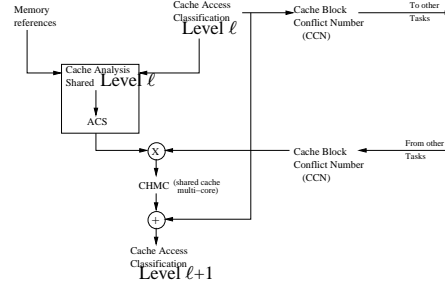 Memory
references
Cache Access
Classification
Level ℓ
Cache Block
Conflict Number
(CCN)
To other
Tasks
Cache Analysis
Shared Level ℓ
ACS
X
Cache Block
Conflict Number
(CCN)
From other
Tasks
CHMC (shared cache
multi-core)
+
Cache Access
Classification
Level ℓ+1